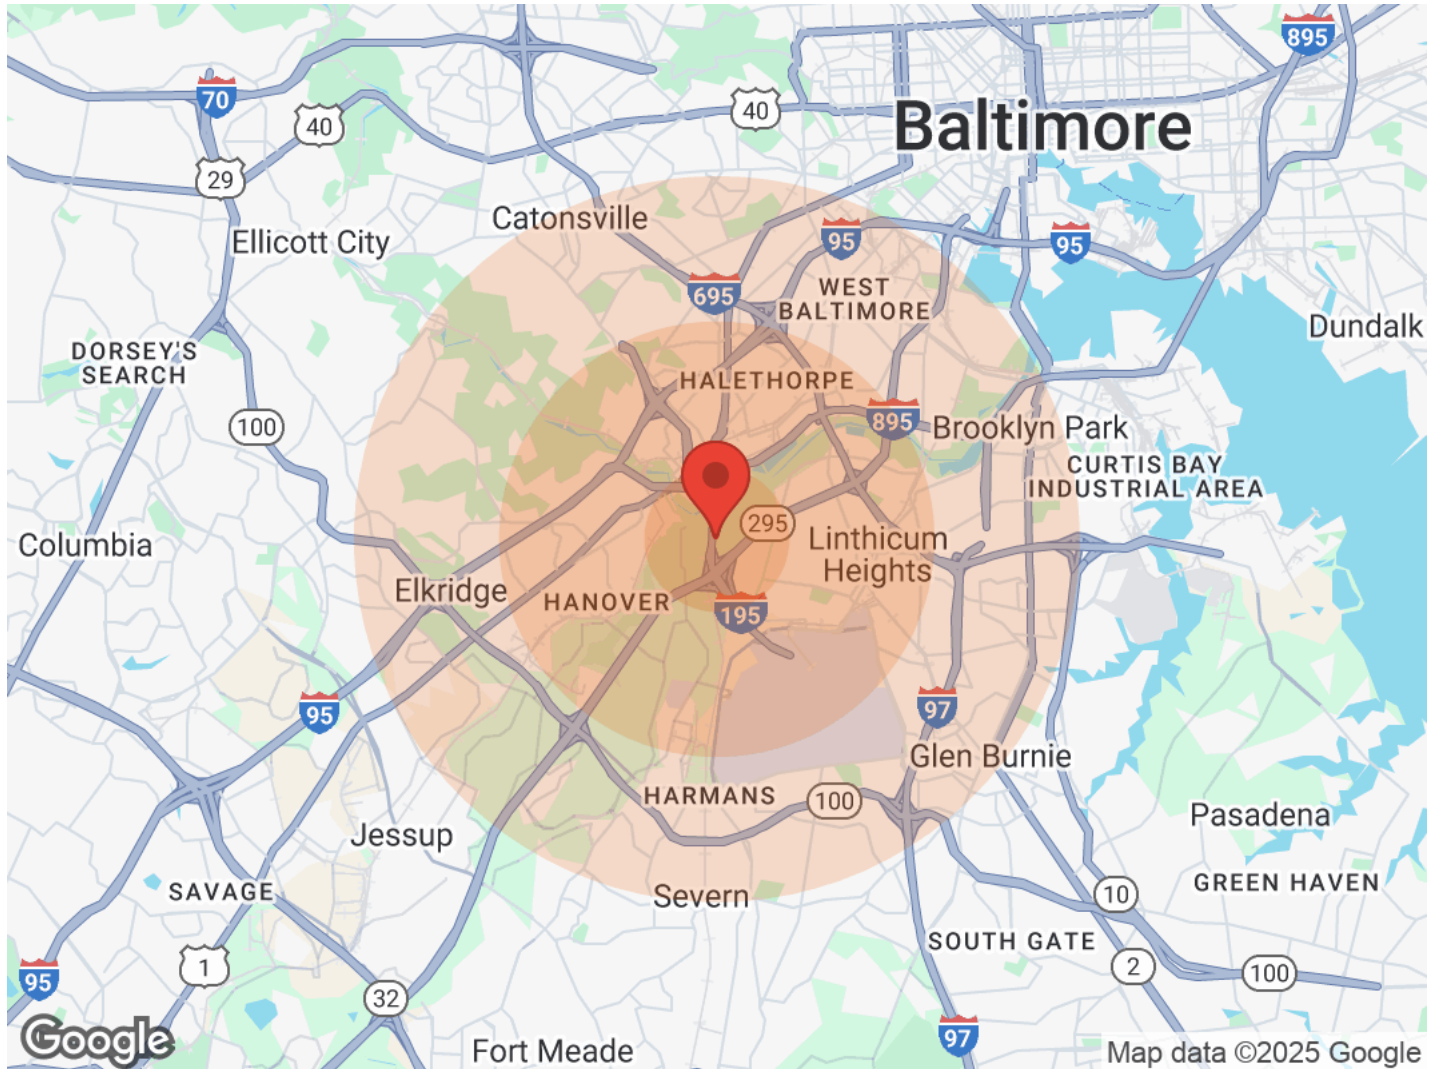 895
70
40
40
Baltimore
29
Catonsville
Ellicott City
95
95
695
WEST
BALTIMORE
Dundalk
DORSEY'S
SEARCH
HALETHORPE
100
895
Brooklyn Park
CURTIS BAY
INDUSTRIAL AREA
295
Columbia
Linthicum
Heights
Elkridge
HANOVER
195
95
97
Glen Burnie
HARMANS
100
Pasadena
Jessup
SAVAGE
Severn
GREEN HAVEN
10
SOUTH GATE
1
2
100
95
32
97
Google
Fort Meade
Map data ©2025 Google